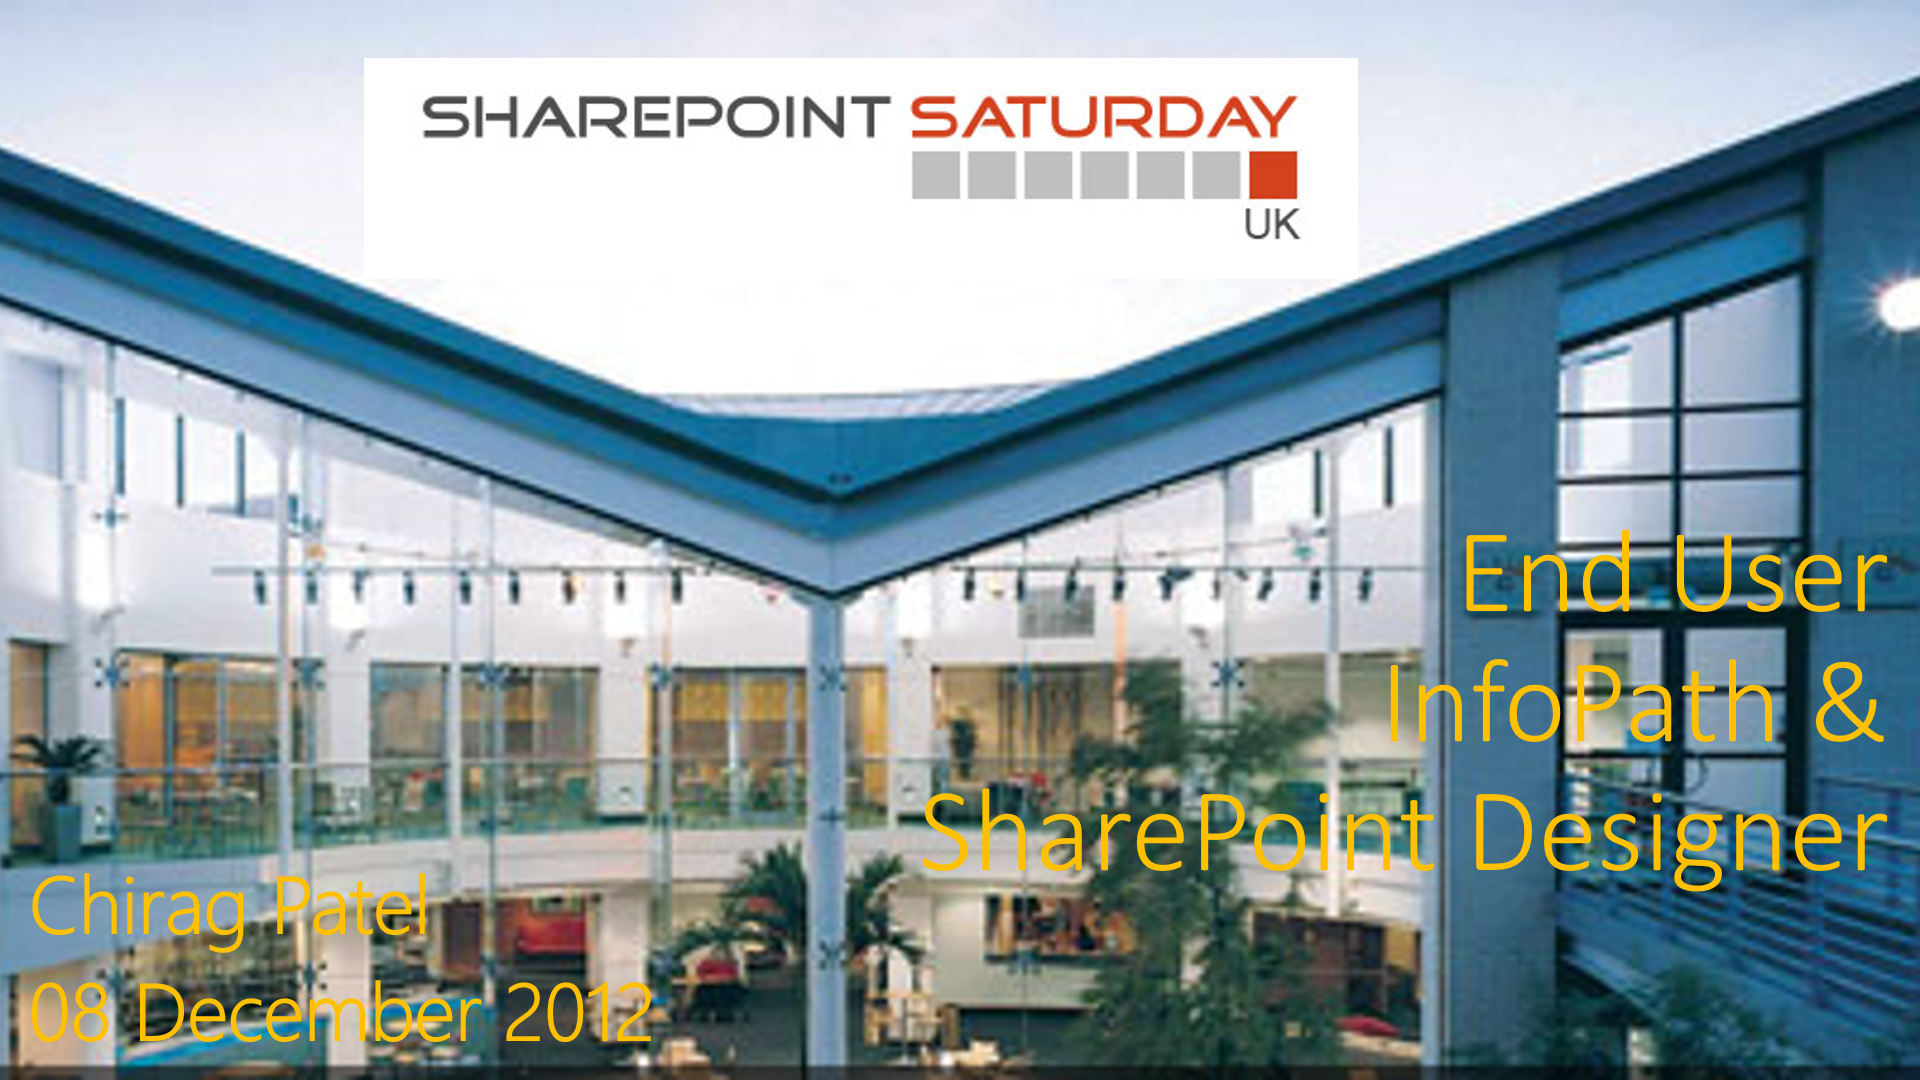 SHAREPOINT SATURDAY
UK
End User
InfoPath &
SharePoint Designer
Chirag Patel
08 December 2012